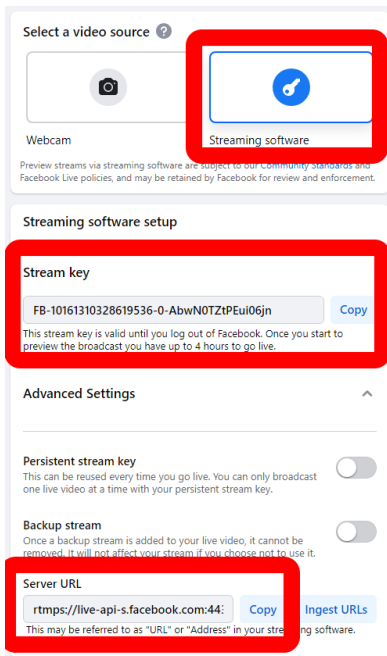 Select a video source ?
Webcam
Streaming software
Preview streams via streaming software are subject to our Community Standards and
Facebook Live policies, and may be retained by Facebook for review and enforcement.
Streaming software setup
Stream key
FB-10161310328619536-0-AbwN0TZtPEui06jn
Copy
This stream key is valid until you log out of Facebook. Once you start to
preview the broadcast you have up to 4 hours to go live.
Advanced Settings
Persistent stream key
This can be reused every time you go live. You can only broadcast
one live video at a time with your persistent stream key.
Backup stream
Once a backup stream is added to your live video, it cannot be
removed. It will not affect your stream if you choose not to use it.
Server URL
rtmps://live-api-s.facebook.com:44
Copy
Ingest URLs
This may be referred to as "URL" or "Address" in your streaming software.